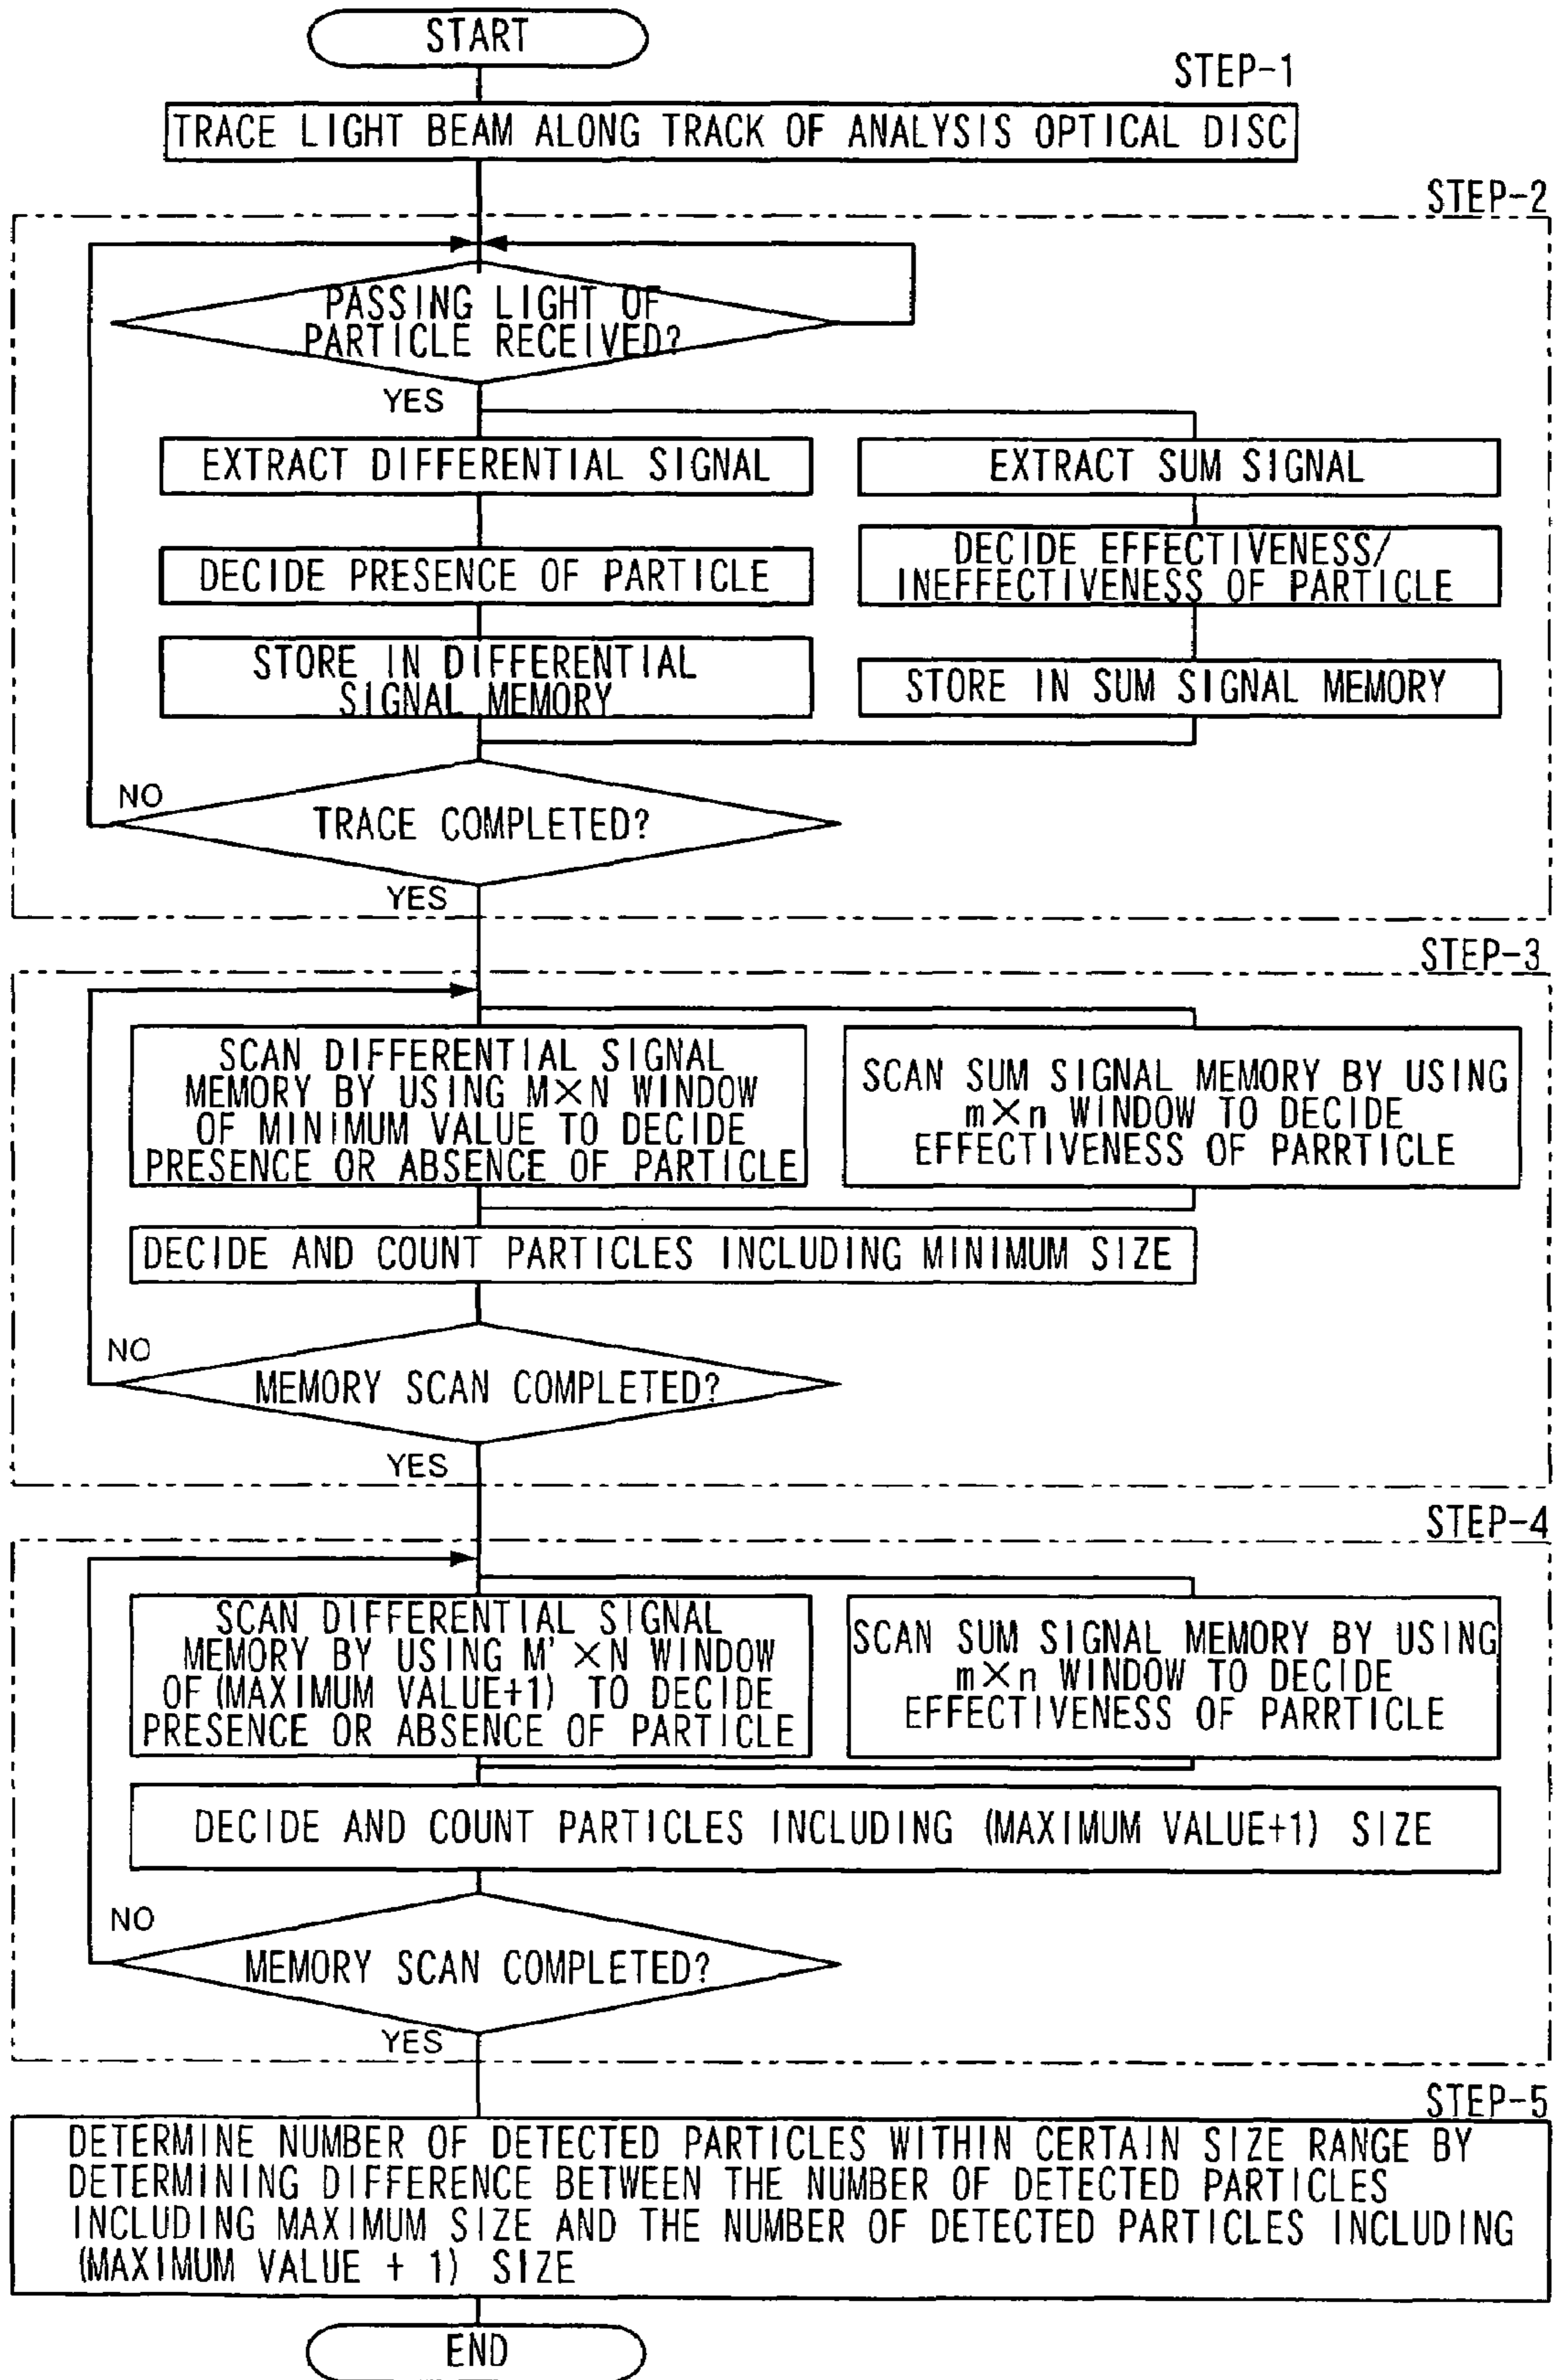 START
STEP-1
TRACE LIGHT BEAM ALONG TRACK OF ANALYSIS OPTICAL DISC
STEP-2
PASSING LIGHT OF
PARTICLE RECEIVED?
YES
EXTRACT DIFFERENTIAL SIGNAL
EXTRACT SUM SIGNAL
DECIDE PRESENCE OF PARTICLE
DECIDE EFFECTIVENESS/
INEFFECTIVENESS OF PARTICLE
STORE IN DIFFERENTIAL
SIGNAL MEMORY
STORE IN SUM SIGNAL MEMORY
NO
TRACE COMPLETED?
YES
STEP-3
SCAN DIFFERENTIAL SIGNAL
MEMORY BY USING M×N WINDOW
OF MINIMUM VALUE TO DECIDE
PRESENCE OR ABSENCE OF PARTICLE
SCAN SUM SIGNAL MEMORY BY USING
m×n WINDOW TO DECIDE
EFFECTIVENESS OF PARRTICLE
DECIDE AND COUNT PARTICLES INCLUDING MINIMUM SIZE
NO
MEMORY SCAN COMPLETED?
YES
STEP-4
SCAN DIFFERENTIAL SIGNAL
MEMORY BY USING M' ×N WINDOW
OF (MAXIMUM VALUE+1) TO DECIDE
PRESENCE OR ABSENCE OF PARTICLE
SCAN SUM SIGNAL MEMORY BY USING
m×n WINDOW TO DECIDE
EFFECTIVENESS OF PARRTICLE
DECIDE AND COUNT PARTICLES INCLUDING (MAXIMUM VALUE+1) SIZE
NO
MEMORY SCAN COMPLETED?
YES
STEP-5
DETERMINE NUMBER OF DETECTED PARTICLES WITHIN CERTAIN SIZE RANGE BY
DETERMINING DIFFERENCE BETWEEN THE NUMBER OF DETECTED PARTICLES
INCLUDING MAXIMUM SIZE AND THE NUMBER OF DETECTED PARTICLES INCLUDING
(MAXIMUM VALUE + 1) SIZE
END